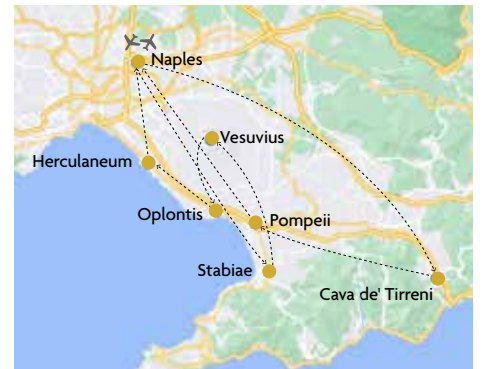 Naples
Vesuvius
Herculaneum
Oplontis
Pompeii
Stabiae
Cava de' Tirreni